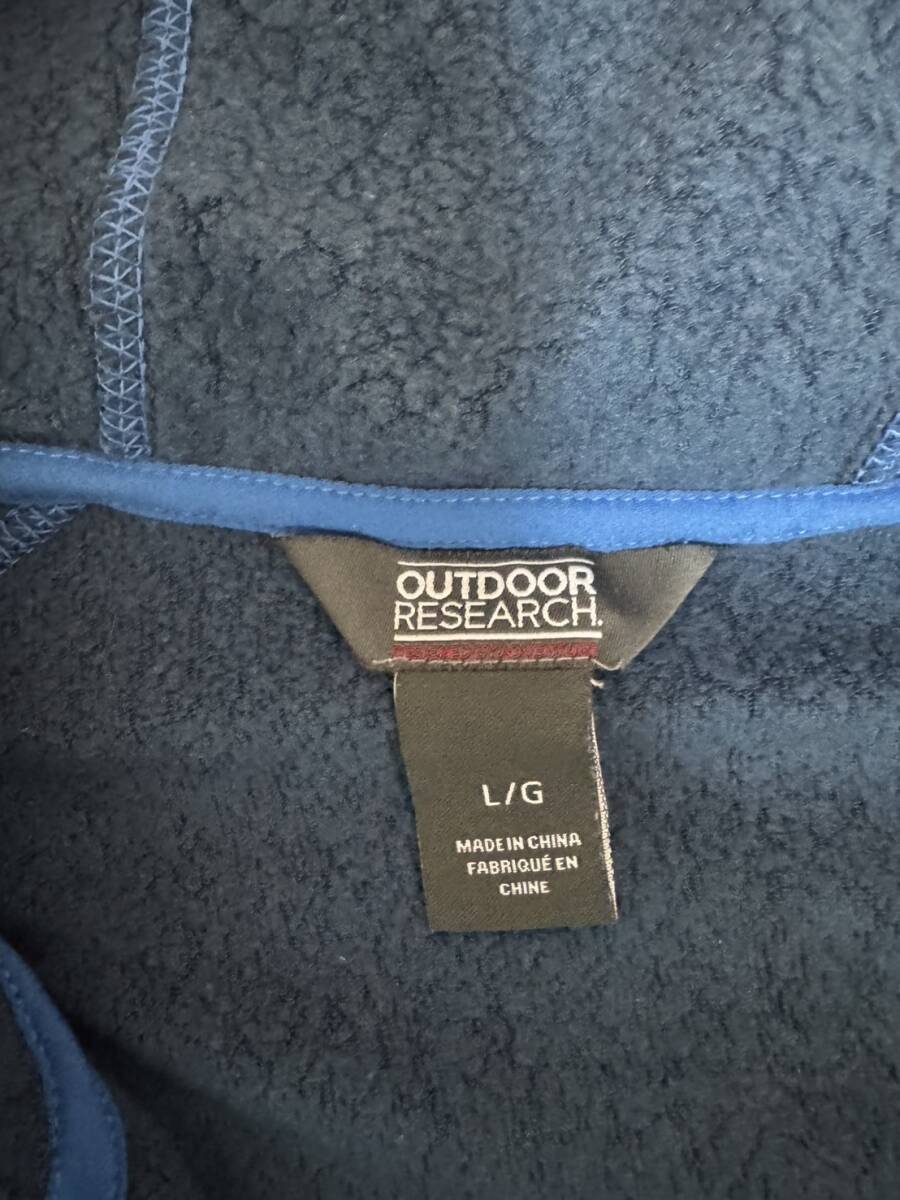 OUTDOOR
RESEARCH.
L/G
MADE IN CHINA
FABRIQUÉ EN
CHINE